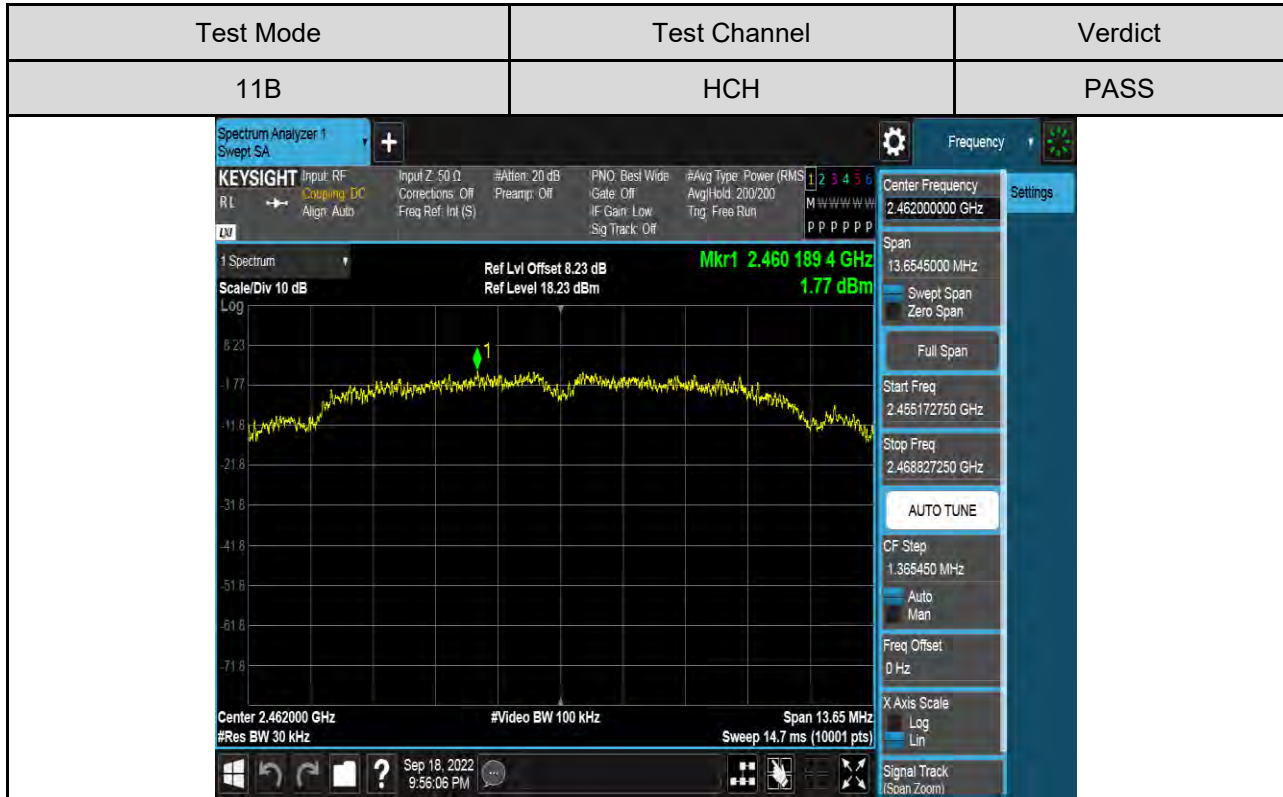 Test Mode Test Channel Verdict
11B HCH PASS
Spectrum Analyzer 1
Swept SA
+
Frequency
KEYSIGHT
RL
LXI
Input: RF
Coupling: DC
Align: Auto
Input Z: 50 Ω
Corrections: Off
Freq Ref: Int (S)
#Atten: 20 dB
Preamp: Off
PNO: Best Wide
Gate: Off
IF Gain: Low
Sig Track: Off
#Avg Type: Power (RMS
Avg|Hold: 200/200
Trig: Free Run
1 2 3 4 5 6
M W W W W W
P P P P P P
1 Spectrum
Scale/Div 10 dB
Log
Ref Lvl Offset 8.23 dB
Ref Level 18.23 dBm
Mkr1 2.460 189 4 GHz
1.77 dBm
1
8.23
-1.77
-11.8
-21.8
-31.8
-41.8
-51.8
-61.8
-71.8
Center 2.462000 GHz
#Res BW 30 kHz
#Video BW 100 kHz
Span 13.65 MHz
Sweep 14.7 ms (10001 pts)
?
Sep 18, 2022
9:56:06 PM
Center Frequency
2.462000000 GHz
Settings
Span
13.6545000 MHz
Swept Span
Zero Span
Full Span
Start Freq
2.455172750 GHz
Stop Freq
2.468827250 GHz
AUTO TUNE
CF Step
1.365450 MHz
Auto
Man
Freq Offset
0 Hz
X Axis Scale
Log
Lin
Signal Track
(Span Zoom)